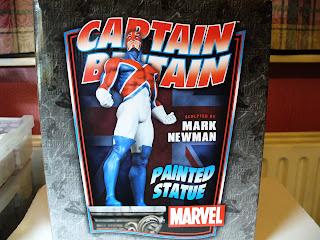 CAPTAIN
BRITAIN
SCULPTED BY
MARK
NEWMAN
PAINTED
STATUE
MARVEL